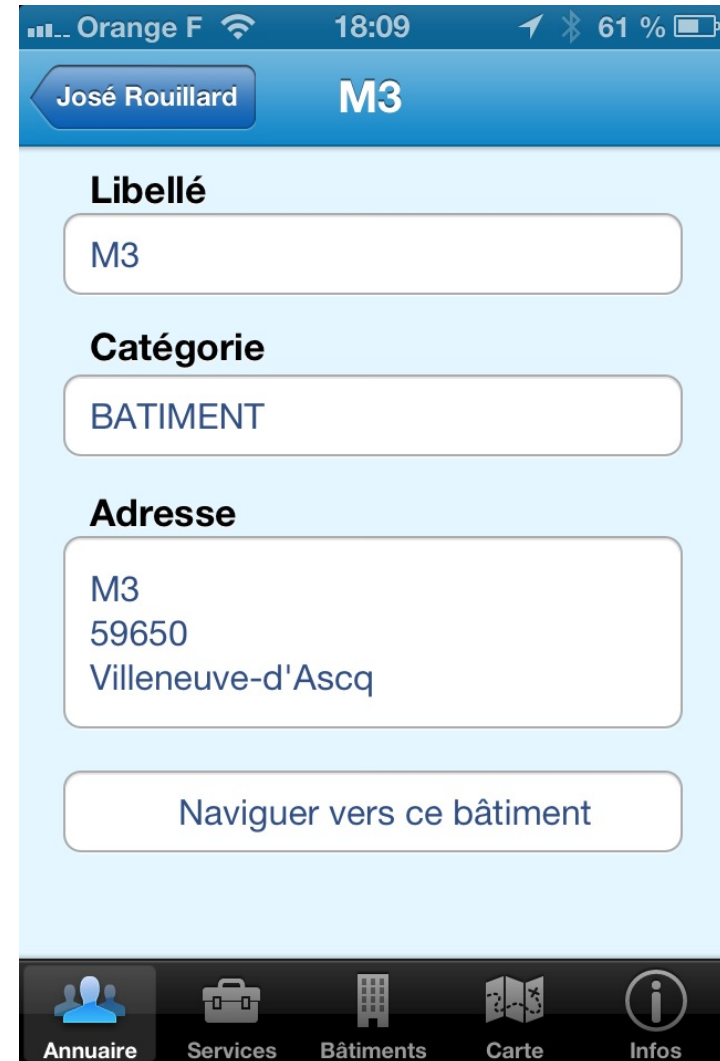 Orange F 18:09 61 %
José Rouillard M3
Libellé
M3
Catégorie
BATIMENT
Adresse
M3
59650
Villeneuve-d'Ascq
Naviguer vers ce bâtiment
Annuaire Services Bâtiments Carte Infos